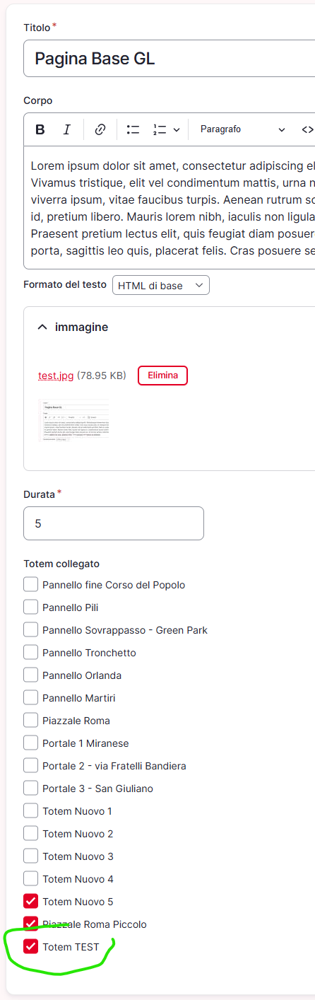 Titolo*
Pagina Base GL
Corpo
B I Paragrafo <>
Lorem ipsum dolor sit amet, consectetur adipiscing el
Vivamus tristique, elit vel condimentum mattis, urna n
viverra ipsum, vitae faucibus turpis. Aenean rutrum sc
id, pretium libero. Mauris lorem nibh, iaculis non ligula
Praesent pretium lectus elit, quis feugiat diam posuer
porta, sagittis leo quis, placerat felis. Cras posuere se
Formato del testo HTML di base
immagine
test.jpg (78.95 KB) Elimina
Pagina Base GL
Durata*
5
Totem collegato
Pannello fine Corso del Popolo
Pannello Pili
Pannello Sovrappasso - Green Park
Pannello Tronchetto
Pannello Orlanda
Pannello Martiri
Piazzale Roma
Portale 1 Miranese
Portale 2 - via Fratelli Bandiera
Portale 3 - San Giuliano
Totem Nuovo 1
Totem Nuovo 2
Totem Nuovo 3
Totem Nuovo 4
Totem Nuovo 5
Piazzale Roma Piccolo
Totem TEST